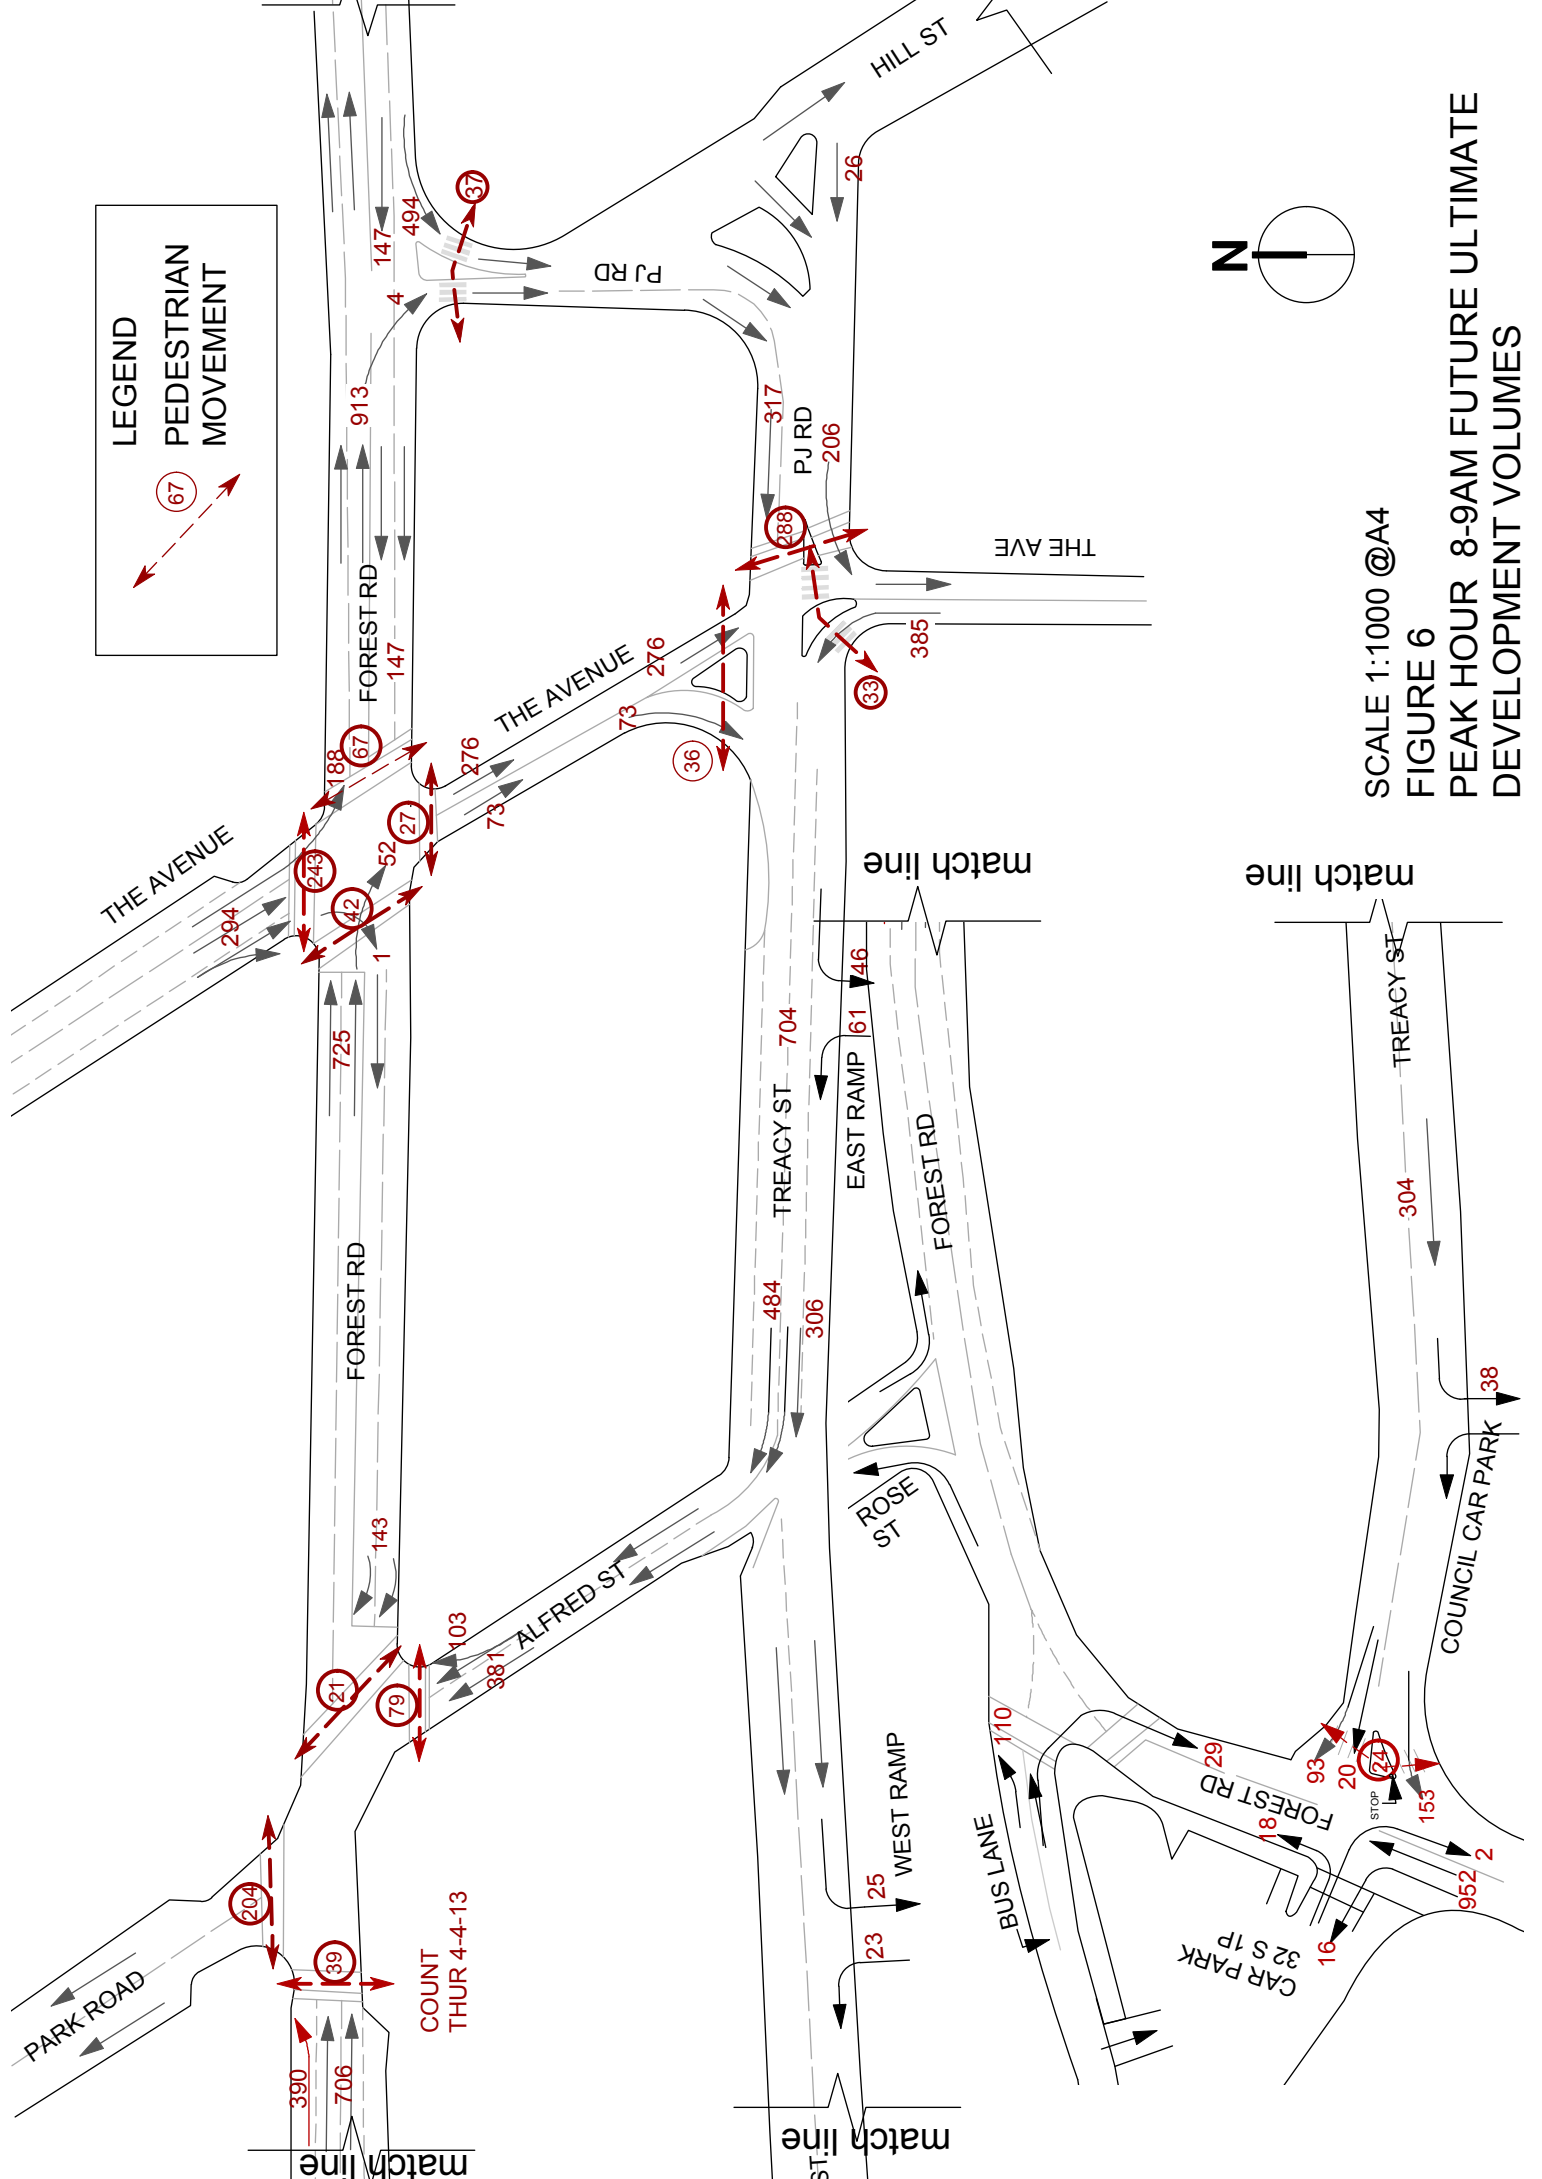 LEGEND
67
PEDESTRIAN
MOVEMENT
HILL ST
147
494
37
4
26
PJ RD
913
317
PJ RD
206
288
THE AVE
FOREST RD
147
THE AVENUE
276
73
36
33
385
188
67
276
27
73
THE AVENUE
243
52
294
42
1
725
704
46
61
TREACY ST
EAST RAMP
match line
FOREST RD
484
306
143
FOREST RD
ROSE
ST
ALFRED ST
103
381
21
79
204
39
PARK ROAD
390
706
COUNT
THUR 4-4-13
match line
WEST RAMP
25
23
match line
ST
BUS LANE
110
29
FOREST RD
18
CAR PARK
32 S 1P
16
952
2
STOP
93
20
24
153
COUNCIL CAR PARK
38
304
TREACY ST
match line
N
SCALE 1:1000 @A4
FIGURE 6
PEAK HOUR 8-9AM FUTURE ULTIMATE
DEVELOPMENT VOLUMES